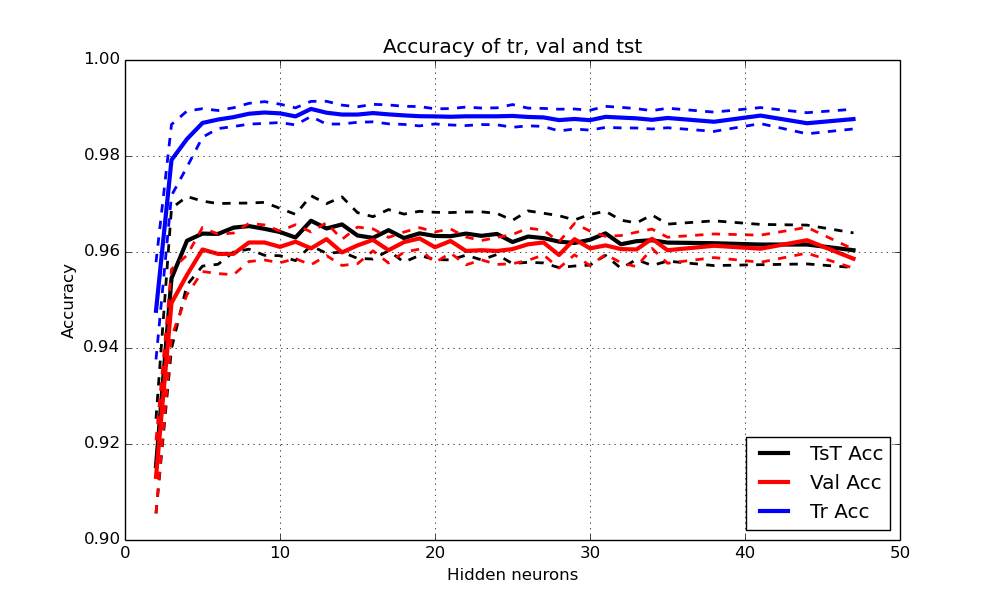 Accuracy of tr, val and tst
1.00
0.98
0.96
0.94
0.92
0.90
Accuracy
0 10 20 30 40 50
Hidden neurons
TsT Acc
Val Acc
Tr Acc